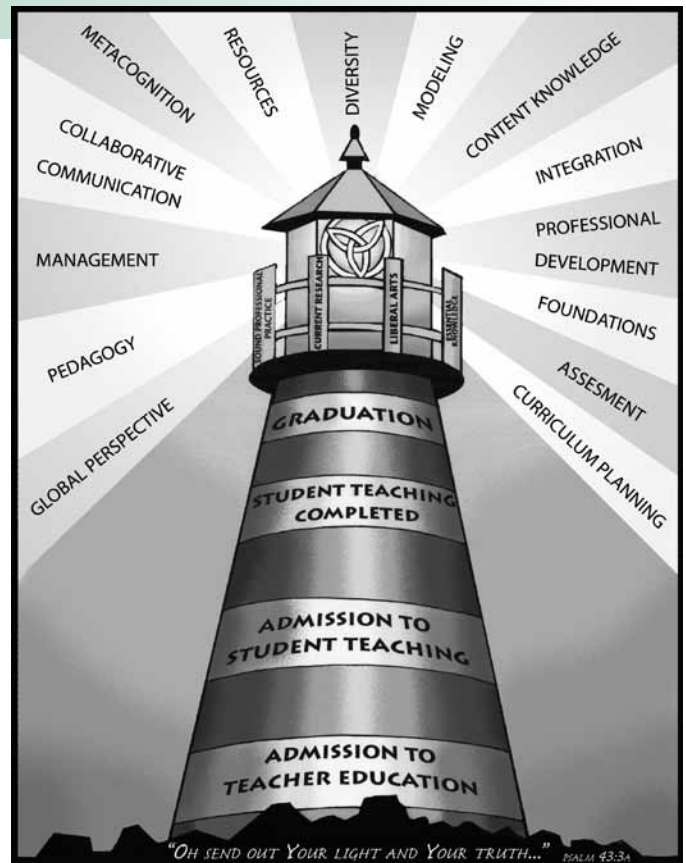 METACOGNITION
RESOURCES
DIVERSITY
MODELING
CONTENT KNOWLEDGE
COLLABORATIVE
COMMUNICATION
INTEGRATION
MANAGEMENT
PROFESSIONAL
DEVELOPMENT
PEDAGOGY
FOUNDATIONS
GLOBAL PERSPECTIVE
ASSESMENT
CURRICULUM PLANNING
SOUND PROFESSIONAL
PRACTICE
CURRENT RESEARCH
LIBERAL ARTS
ESSENTIAL
KNOWLEDGE
GRADUATION
STUDENT TEACHING
COMPLETED
ADMISSION TO
STUDENT TEACHING
ADMISSION TO
TEACHER EDUCATION
"OH SEND OUT YOUR LIGHT AND YOUR TRUTH..." PSALM 43:3A